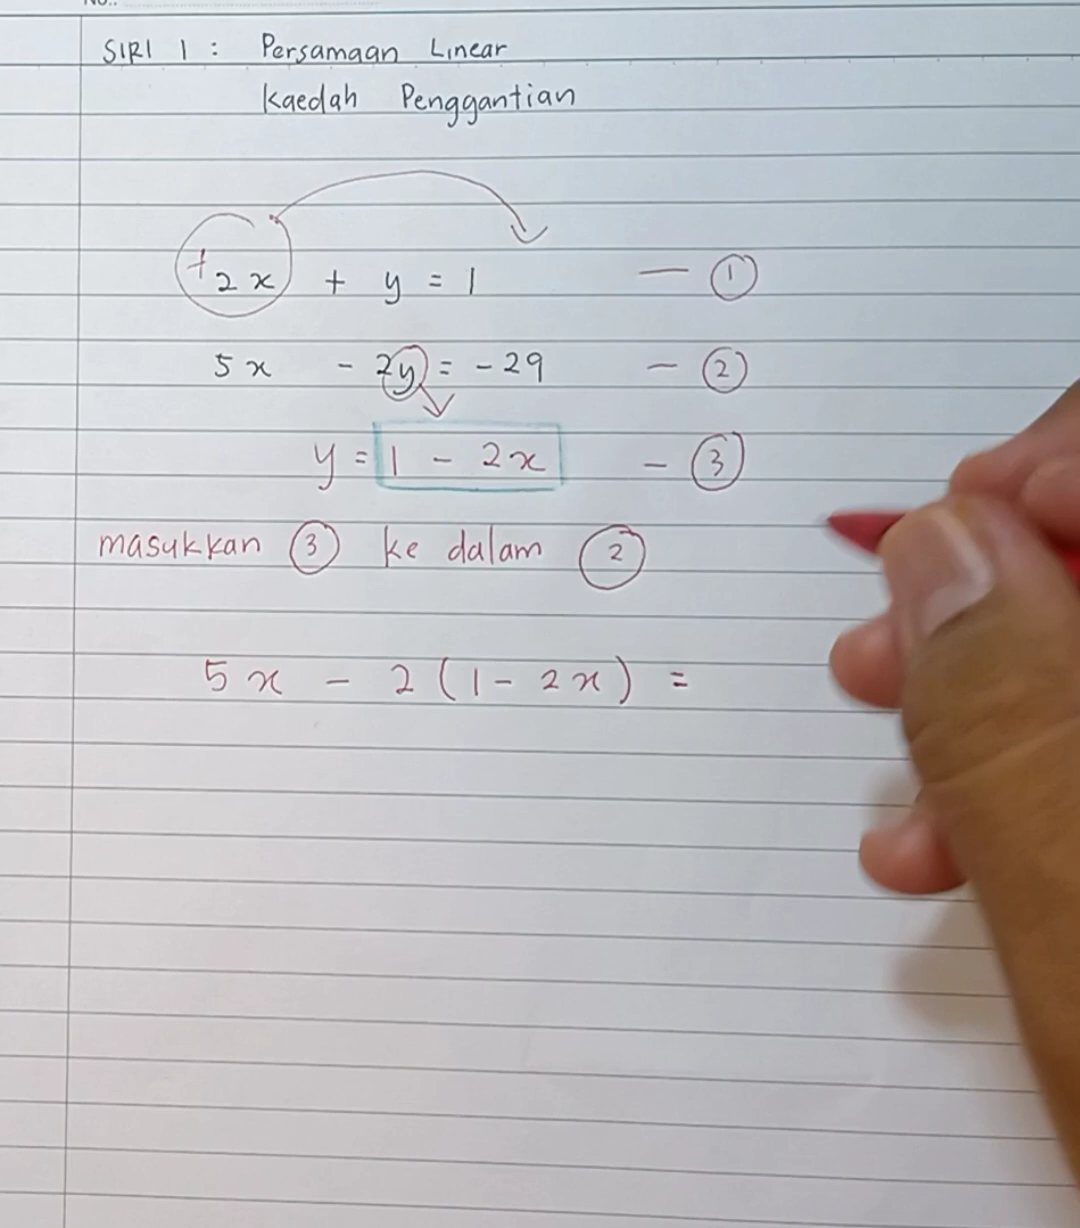 NO.:
SIRI 1 : Persamaan Linear
Kaedah Penggantian
+2x + y = 1 — ①
5x - 2y = -29 — ②
y = 1 - 2x — ③
masukkan ③ ke dalam ②
5x - 2(1 - 2x) =